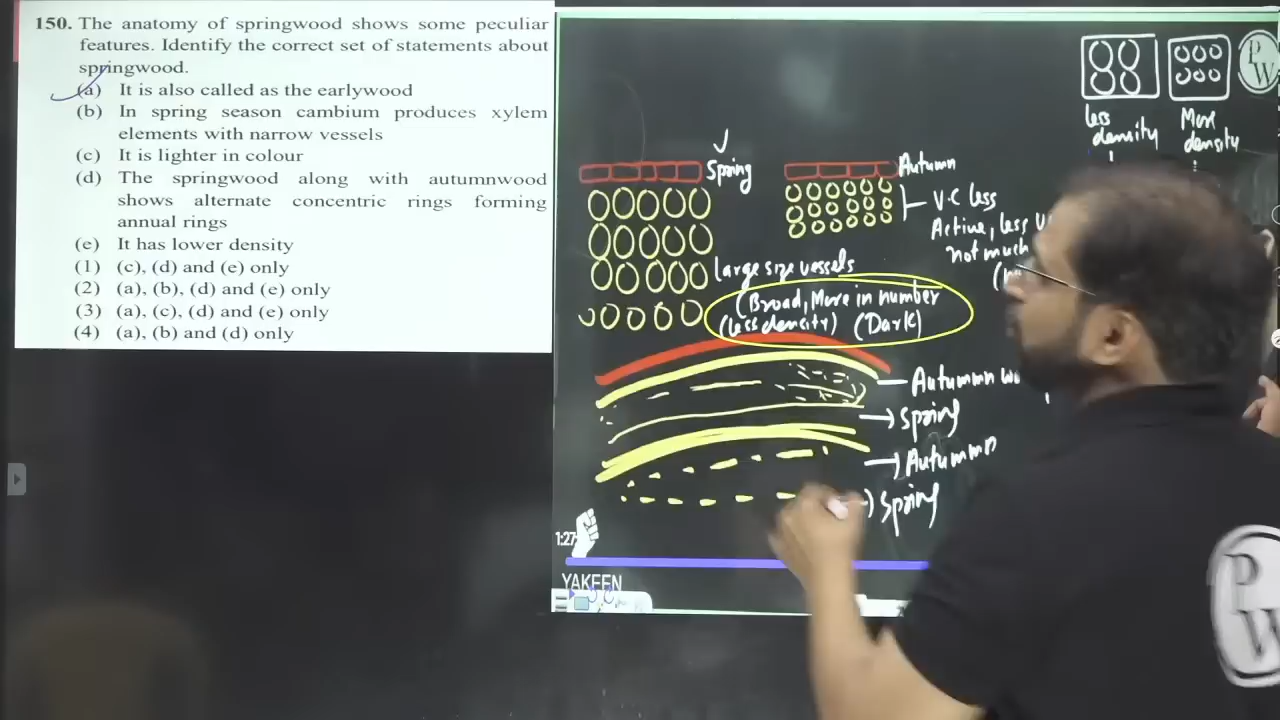 150. The anatomy of springwood shows some peculiar
features. Identify the correct set of statements about
springwood.
(a) It is also called as the earlywood
(b) In spring season cambium produces xylem
elements with narrow vessels
(c) It is lighter in colour
(d) The springwood along with autumnwood
shows alternate concentric rings forming
annual rings
(e) It has lower density
(1) (c), (d) and (e) only
(2) (a), (b), (d) and (e) only
(3) (a), (c), (d) and (e) only
(4) (a), (b) and (d) only
less
density
More
density
P
W
Spring
Autumn
V.C less
Active, less
not much
large size vessels
(Broad, More in number
(less density) (Dark)
Autummn
Spring
Autummn
Spring
1:27
YAKEEN
P
W